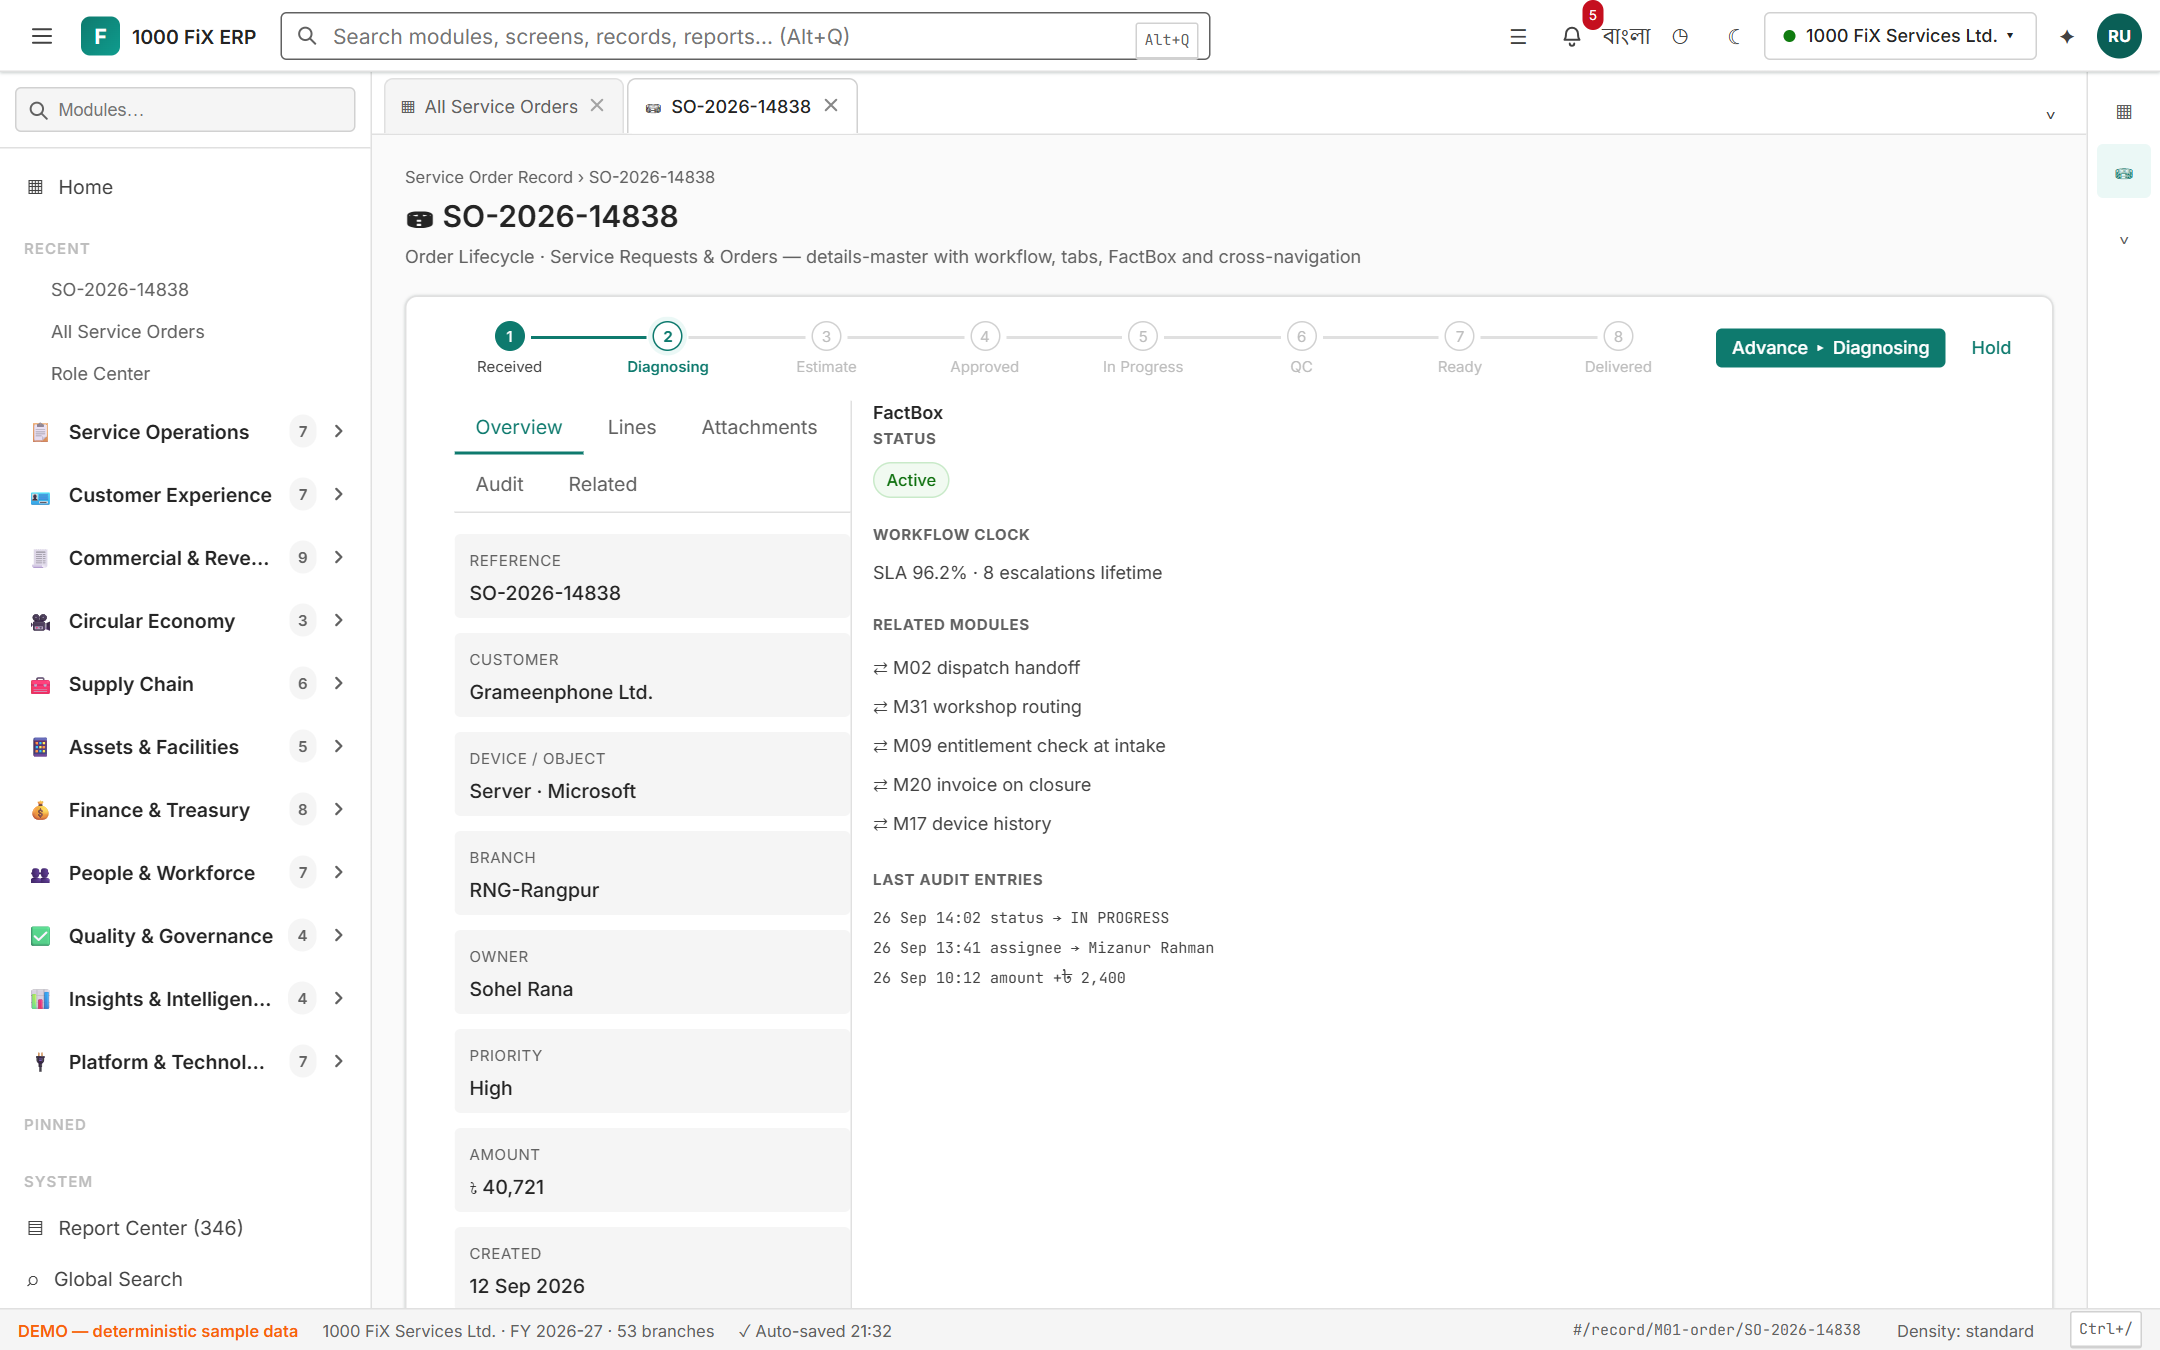 F 1000 FiX ERP
Search modules, screens, records, reports... (Alt+Q)
Alt+Q
5
বাংলা
1000 FiX Services Ltd.
RU
Modules...
Home
RECENT
SO-2026-14838
All Service Orders
Role Center
Service Operations 7
Customer Experience 7
Commercial & Reve... 9
Circular Economy 3
Supply Chain 6
Assets & Facilities 5
Finance & Treasury 8
People & Workforce 7
Quality & Governance 4
Insights & Intelligen... 4
Platform & Technol... 7
PINNED
SYSTEM
Report Center (346)
Global Search
All Service Orders
SO-2026-14838
Service Order Record › SO-2026-14838
SO-2026-14838
Order Lifecycle · Service Requests & Orders — details-master with workflow, tabs, FactBox and cross-navigation
1 2 3 4 5 6 7 8
Received Diagnosing Estimate Approved In Progress QC Ready Delivered
Advance ▸ Diagnosing
Hold
Overview Lines Attachments
Audit Related
REFERENCE
SO-2026-14838
CUSTOMER
Grameenphone Ltd.
DEVICE / OBJECT
Server · Microsoft
BRANCH
RNG-Rangpur
OWNER
Sohel Rana
PRIORITY
High
AMOUNT
৳ 40,721
CREATED
12 Sep 2026
FactBox
STATUS
Active
WORKFLOW CLOCK
SLA 96.2% · 8 escalations lifetime
RELATED MODULES
⇄ M02 dispatch handoff
⇄ M31 workshop routing
⇄ M09 entitlement check at intake
⇄ M20 invoice on closure
⇄ M17 device history
LAST AUDIT ENTRIES
26 Sep 14:02 status → IN PROGRESS
26 Sep 13:41 assignee → Mizanur Rahman
26 Sep 10:12 amount +৳ 2,400
DEMO — deterministic sample data
1000 FiX Services Ltd. · FY 2026-27 · 53 branches
✓ Auto-saved 21:32
#/record/M01-order/SO-2026-14838
Density: standard
Ctrl+/